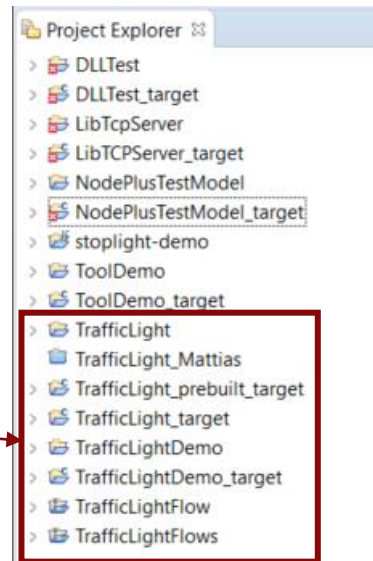 Project Explorer
DLLTest
DLLTest_target
LibTcpServer
LibTCPServer_target
NodePlusTestModel
NodePlusTestModel_target
stoplight-demo
ToolDemo
ToolDemo_target
TrafficLight
TrafficLight_Mattias
TrafficLight_prebuilt_target
TrafficLight_target
TrafficLightDemo
TrafficLightDemo_target
TrafficLightFlow
TrafficLightFlows